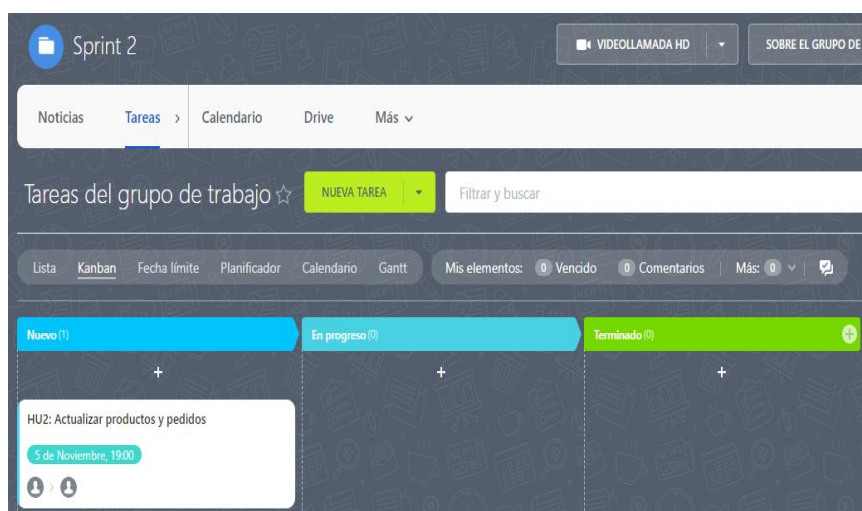 Sprint 2
VIDEOLLAMADA HD
SOBRE EL GRUPO DE
Noticias Tareas > Calendario Drive Más
Tareas del grupo de trabajo NUEVA TAREA Filtrar y buscar
Lista Kanban Fecha límite Planificador Calendario Gantt Mis elementos: 0 Vencido 0 Comentarios Más: 0
Nuevo (1) En progreso (0) Terminado (0) +
+ + +
HU2: Actualizar productos y pedidos
5 de Noviembre, 19:00